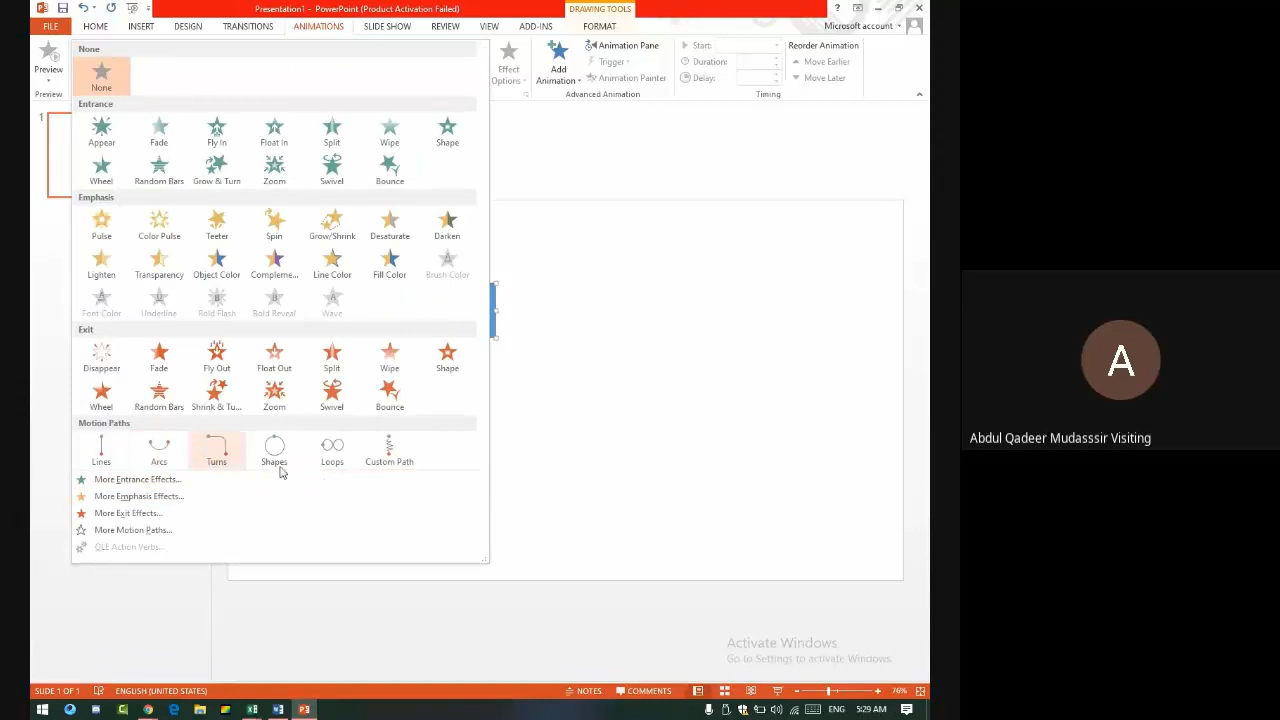 Presentation1 - PowerPoint (Product Activation Failed)
DRAWING TOOLS
?
FILE HOME INSERT DESIGN TRANSITIONS ANIMATIONS SLIDE SHOW REVIEW VIEW ADD-INS FORMAT Microsoft account
Preview
Preview
Effect Options
Add Animation
Animation Pane
Trigger
Animation Painter
Advanced Animation
Start:
Duration:
Delay:
Timing
Reorder Animation
Move Earlier
Move Later
1
None
None
Entrance
Appear Fade Fly In Float In Split Wipe Shape
Wheel Random Bars Grow & Turn Zoom Swivel Bounce
Emphasis
Pulse Color Pulse Teeter Spin Grow/Shrink Desaturate Darken
Lighten Transparency Object Color Compleme... Line Color Fill Color Brush Color
Font Color Underline Bold Flash Bold Reveal Wave
Exit
Disappear Fade Fly Out Float Out Split Wipe Shape
Wheel Random Bars Shrink & Tu... Zoom Swivel Bounce
Motion Paths
Lines Arcs Turns Shapes Loops Custom Path
More Entrance Effects...
More Emphasis Effects...
More Exit Effects...
More Motion Paths...
OLE Action Verbs...
A
Abdul Qadeer Mudasssir Visiting
Activate Windows
Go to Settings to activate Windows.
SLIDE 1 OF 1 ENGLISH (UNITED STATES) NOTES COMMENTS 76%
ENG 5:29 AM